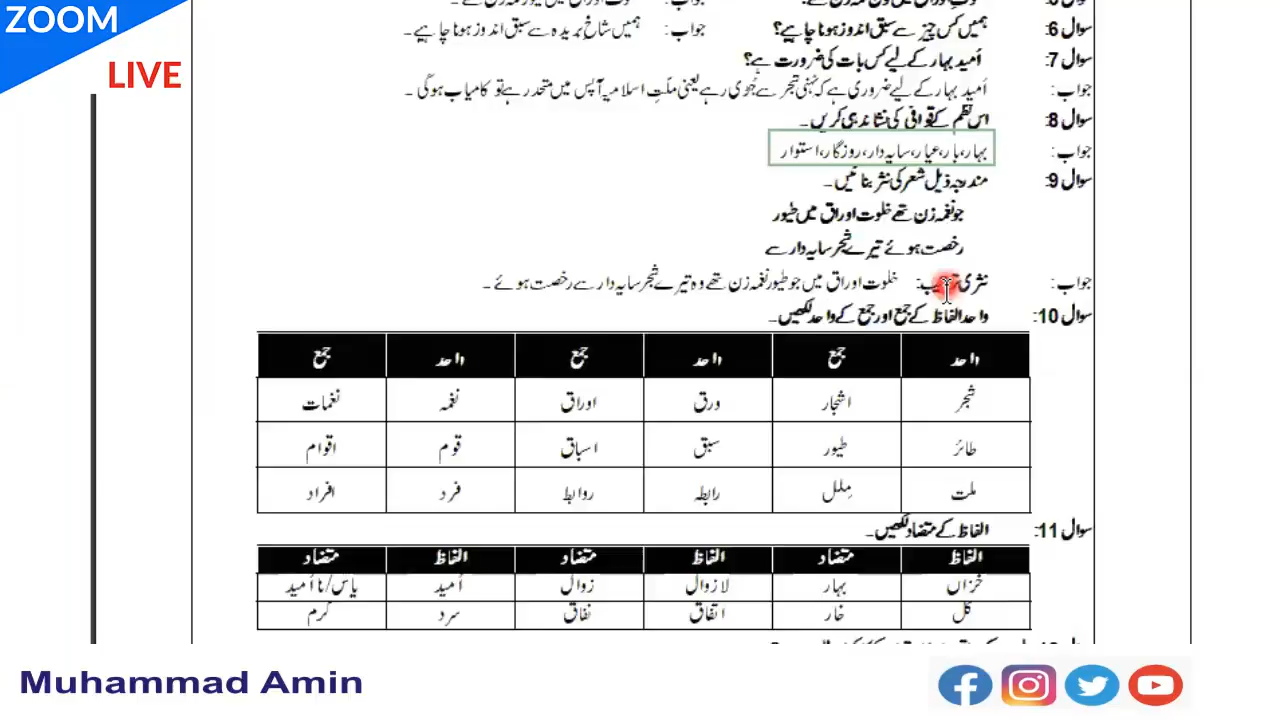 ZOOM
LIVE
سوال 6: ہمیں کس چیز سے سبق اندوز ہونا چاہیے؟ جواب : ہمیں شاخِ بریدہ سے سبق اندوز ہونا چاہیے۔
سوال 7: اُمید بہار کے لیے کس بات کی ضرورت ہے؟
جواب : اُمید بہار کے لیے ضروری ہے کہ ٹہنی شجر سے جُڑی رہے یعنی ملتِ اسلامیہ آپس میں متحد رہے تو کامیاب ہوگی۔
سوال 8: اس نظم کے قوافی کی نشاندہی کریں۔
جواب : بہار، بار، عیار، سایہ دار، روزگار، استوار
سوال 9: مندرجہ ذیل شعر کی نثر بنائیں۔
جو نغمہ زن تھے خلوت اوراق میں طیور
رخصت ہوئے تیرے شجر سایہ دار سے
جواب : نثری ترتیب: خلوت اوراق میں جو طیور نغمہ زن تھے وہ تیرے شجر سایہ دار سے رخصت ہوئے۔
سوال 10: واحد الفاظ کے جمع اور جمع کے واحد لکھیں۔
واحد جمع واحد جمع واحد جمع
شجر اشجار ورق اوراق نغمہ نغمات
طائر طیور سبق اسباق قوم اقوام
ملت مِلل رابطہ روابط فرد افراد
سوال 11: الفاظ کے متضاد لکھیں۔
الفاظ متضاد الفاظ متضاد الفاظ متضاد
خزاں بہار لازوال زوال اُمید یاس/نا اُمید
گل خار اتفاق نفاق سرد گرم
Muhammad Amin